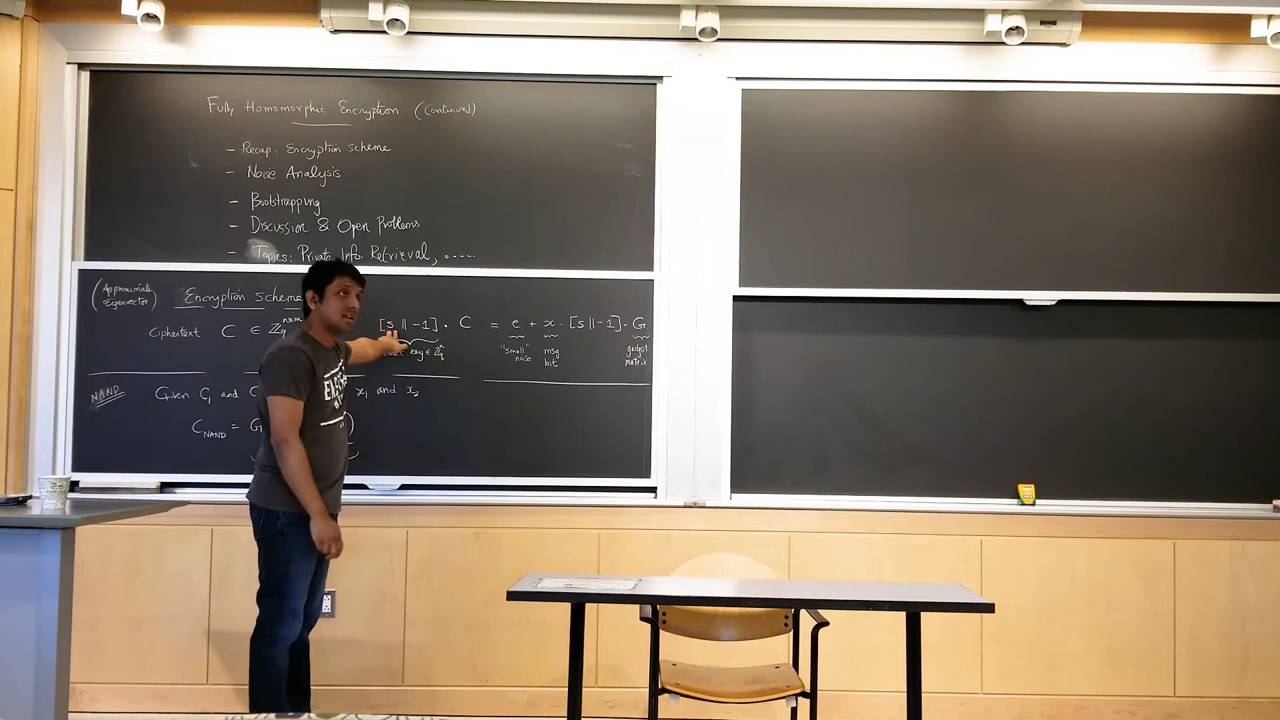 Fully Homomorphic Encryption (Continued)
- Recap: Encryption scheme
- Noise Analysis
- Bootstrapping
- Discussion & Open Problems
- Topics: Private Info. Retrieval, .....
(Approximate Eigenvector) Encryption scheme
Ciphertext C ∈ ℤq^{n×m} [s || -1] · C = e + x · [s || -1] · G
key ∈ "small" noise msg bit gadget matrix
NAND Given C₁ and C x₁ and x₂
C_NAND = G )